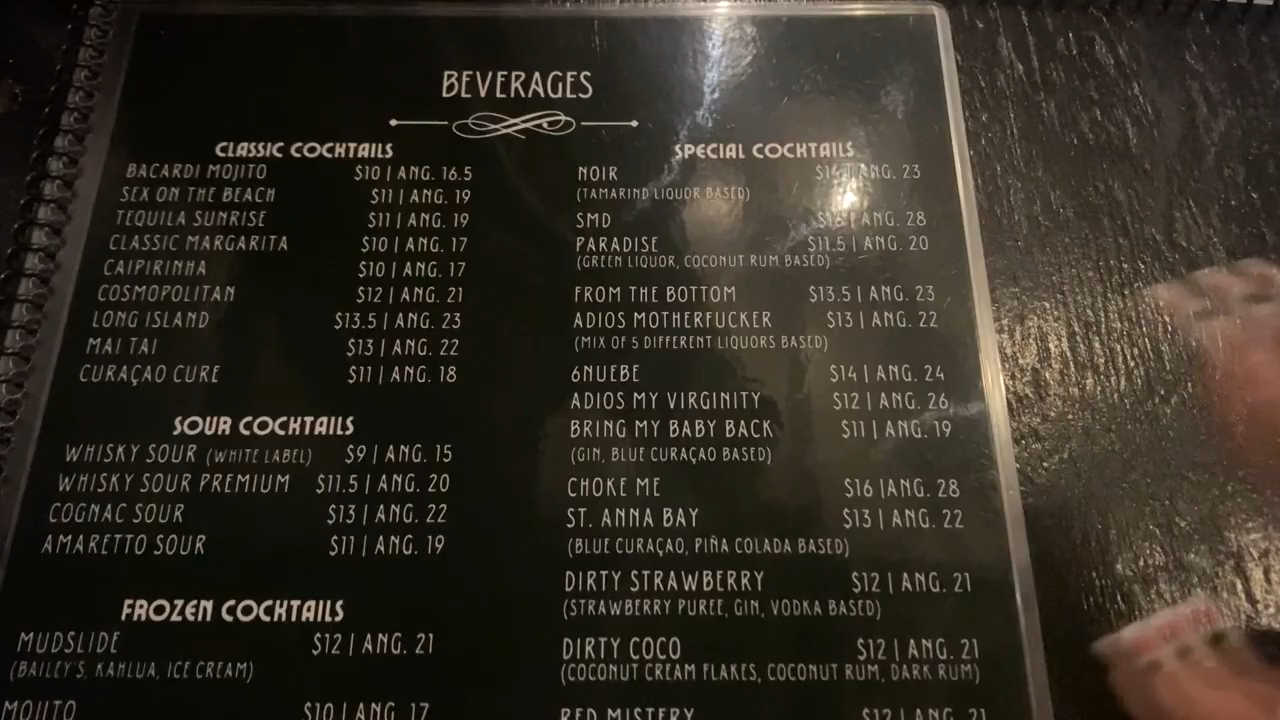 BEVERAGES
CLASSIC COCKTAILS
BACARDI MOJITO $10 | ANG. 16.5
SEX ON THE BEACH $11 | ANG. 19
TEQUILA SUNRISE $11 | ANG. 19
CLASSIC MARGARITA $10 | ANG. 17
CAIPIRINHA $10 | ANG. 17
COSMOPOLITAN $12 | ANG. 21
LONG ISLAND $13.5 | ANG. 23
MAI TAI $13 | ANG. 22
CURAÇAO CURE $11 | ANG. 18
SOUR COCKTAILS
WHISKY SOUR (WHITE LABEL) $9 | ANG. 15
WHISKY SOUR PREMIUM $11.5 | ANG. 20
COGNAC SOUR $13 | ANG. 22
AMARETTO SOUR $11 | ANG. 19
FROZEN COCKTAILS
MUDSLIDE $12 | ANG. 21
(BAILEY'S, KAHLUA, ICE CREAM)
MOJITO $10 | ANG. 17
SPECIAL COCKTAILS
NOIR $14 | ANG. 23
(TAMARIND LIQUOR BASED)
SMD ANG. 28
PARADISE $11.5 | ANG. 20
(GREEN LIQUOR, COCONUT RUM BASED)
FROM THE BOTTOM $13.5 | ANG. 23
ADIOS MOTHERFUCKER $13 | ANG. 22
(MIX OF 5 DIFFERENT LIQUORS BASED)
6NUEBE $14 | ANG. 24
ADIOS MY VIRGINITY $12 | ANG. 26
BRING MY BABY BACK $11 | ANG. 19
(GIN, BLUE CURAÇAO BASED)
CHOKE ME $16 |ANG. 28
ST. ANNA BAY $13 | ANG. 22
(BLUE CURAÇAO, PIÑA COLADA BASED)
DIRTY STRAWBERRY $12 | ANG. 21
(STRAWBERRY PUREE, GIN, VODKA BASED)
DIRTY COCO $12 | ANG. 21
(COCONUT CREAM FLAKES, COCONUT RUM, DARK RUM)
RED MISTERY $12 | ANG. 21